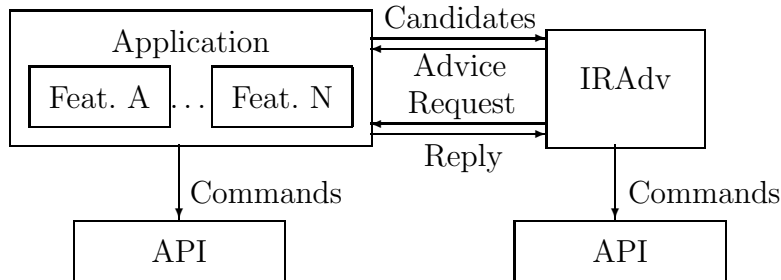 Candidates
Application
Advice
IRAdv
Feat. A ... Feat. N
Request
Reply
Commands
Commands
API
API